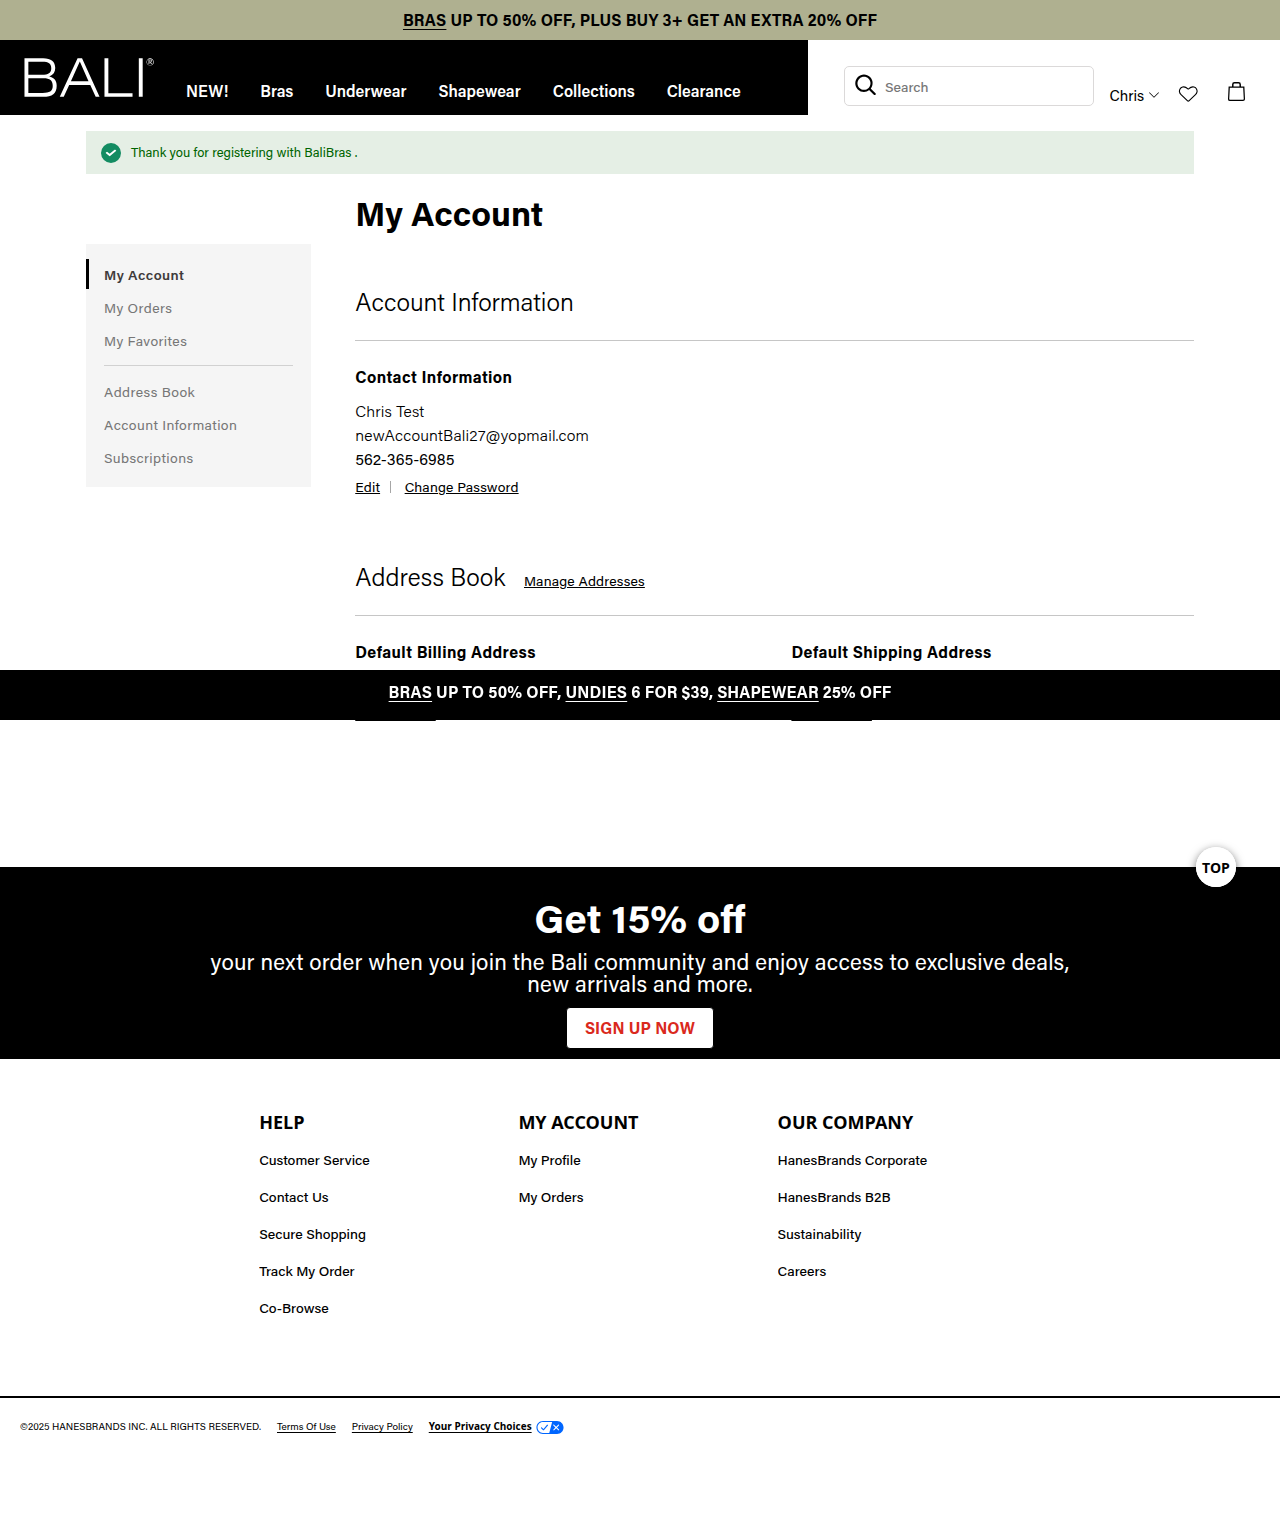 BRAS UP TO 50% OFF, PLUS BUY 3+ GET AN EXTRA 20% OFF
BALI®
NEW!
Bras
Underwear
Shapewear
Collections
Clearance
Search
Chris
Thank you for registering with BaliBras .
My Account
My Account
My Orders
My Favorites
Address Book
Account Information
Subscriptions
Account Information
Contact Information
Chris Test
newAccountBali27@yopmail.com
562-365-6985
Edit
Change Password
Address Book
Manage Addresses
Default Billing Address
Default Shipping Address
BRAS UP TO 50% OFF, UNDIES 6 FOR $39, SHAPEWEAR 25% OFF
TOP
Get 15% off
your next order when you join the Bali community and enjoy access to exclusive deals,
new arrivals and more.
SIGN UP NOW
HELP
Customer Service
Contact Us
Secure Shopping
Track My Order
Co-Browse
MY ACCOUNT
My Profile
My Orders
OUR COMPANY
HanesBrands Corporate
HanesBrands B2B
Sustainability
Careers
©2025 HANESBRANDS INC. ALL RIGHTS RESERVED.
Terms Of Use
Privacy Policy
Your Privacy Choices